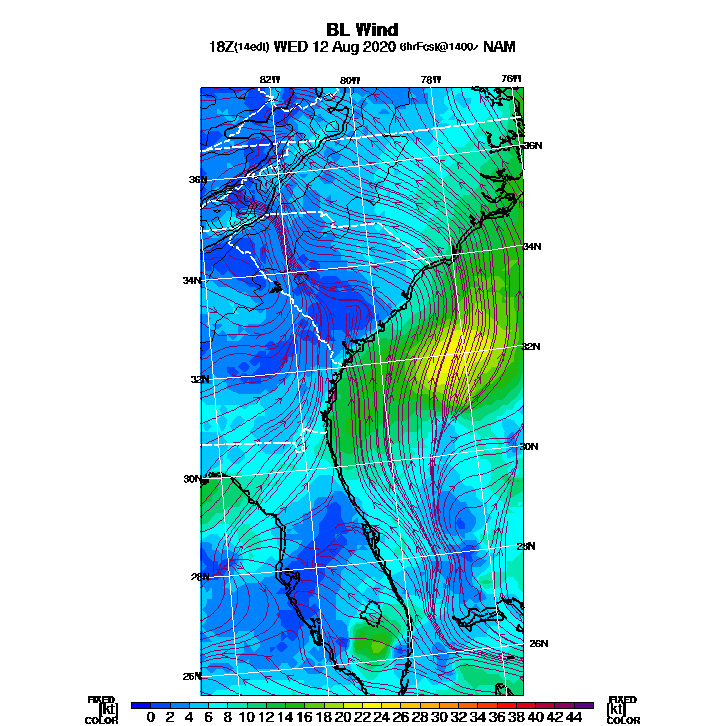 BL Wind
18Z(14edt) WED 12 Aug 2020 6hrFcst@1400z NAM
82W 80W 78W 76W
36N 36N
34N 34N
32N 32N
30N 30N
28N 28N
26N 26N
FIXED FIXED
[kt] 0 2 4 6 8 10 12 14 16 18 20 22 24 26 28 30 32 34 36 38 40 42 44 [kt]
COLOR COLOR